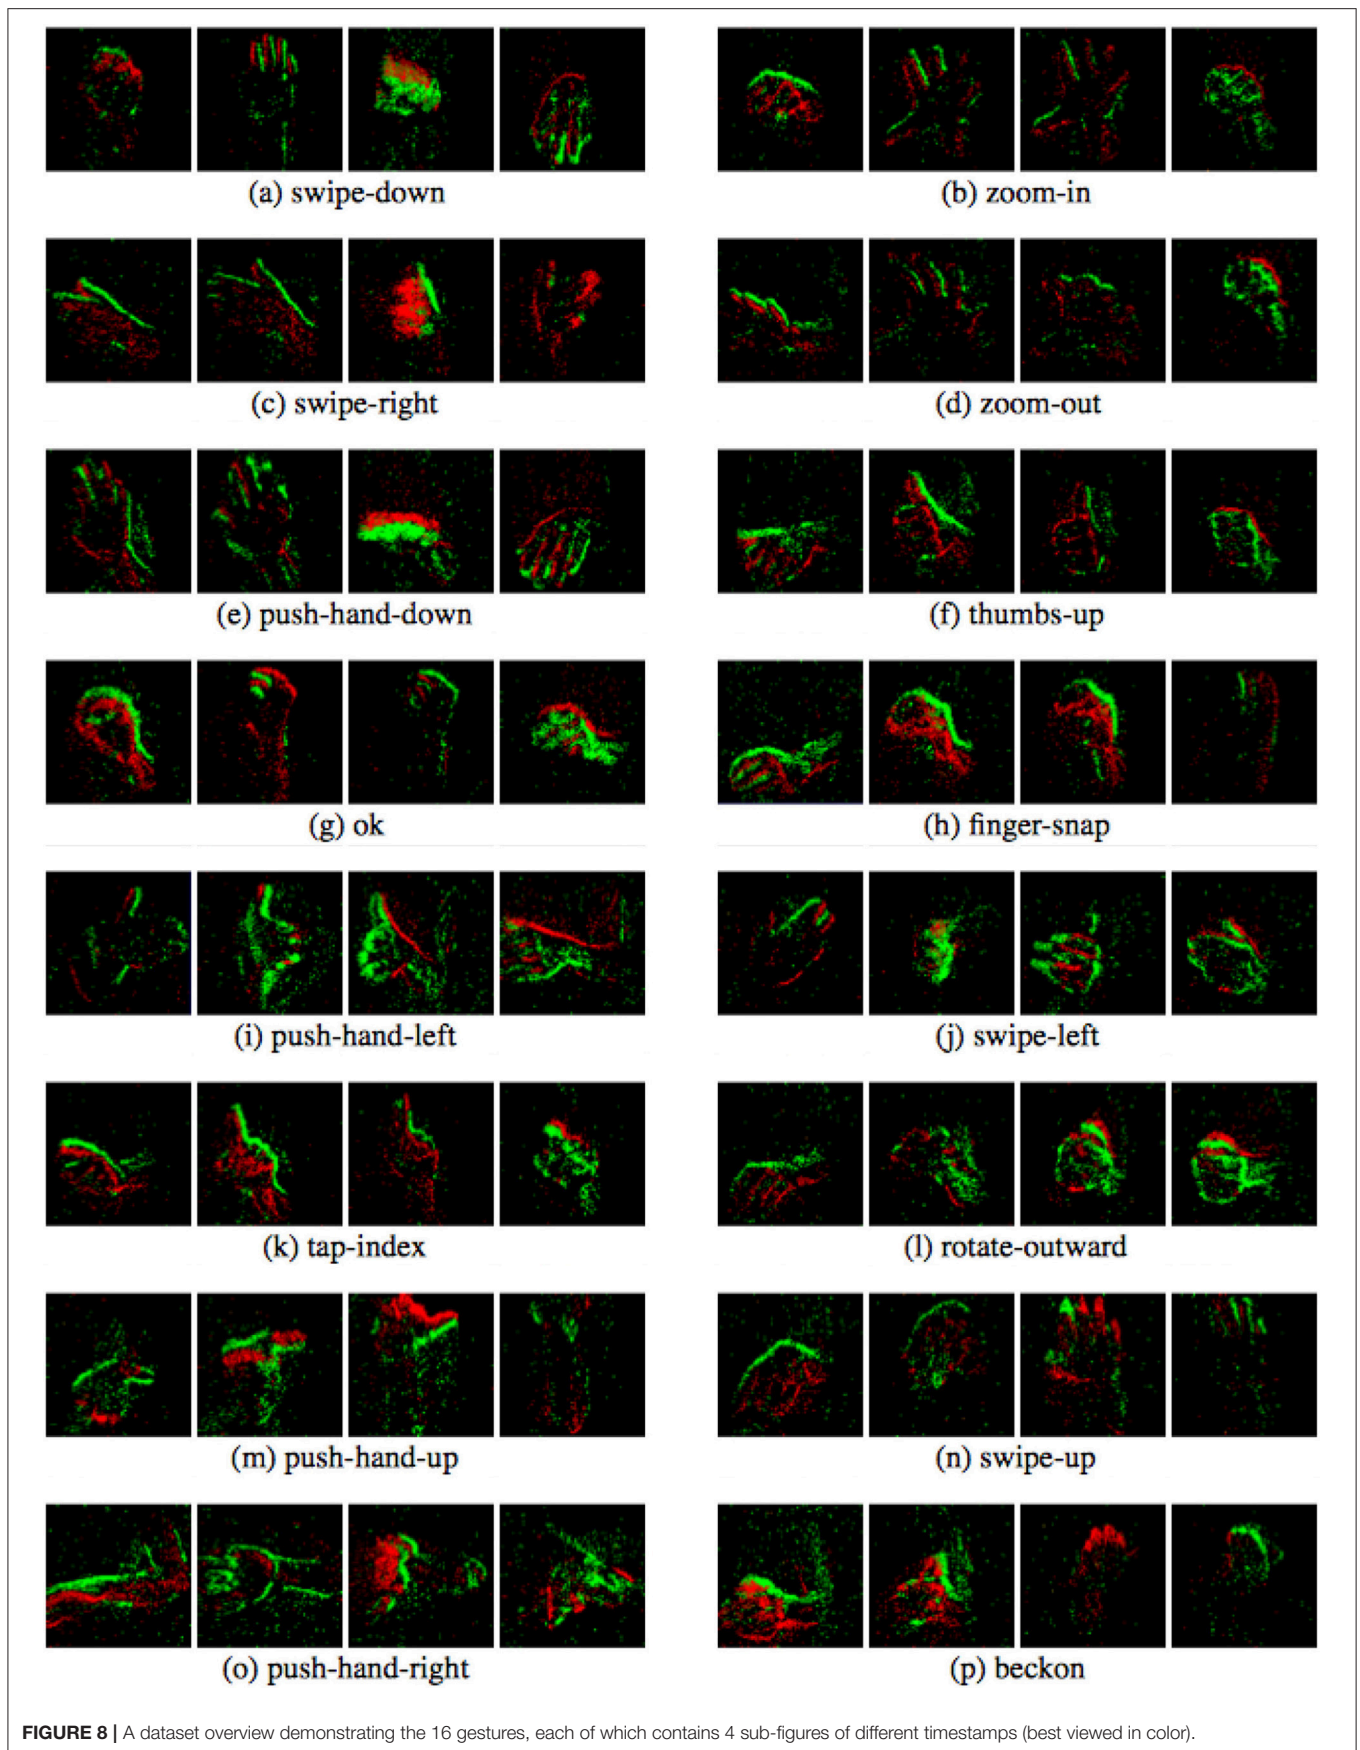 (a) swipe-down
(b) zoom-in
(c) swipe-right
(d) zoom-out
(e) push-hand-down
(f) thumbs-up
(g) ok
(h) finger-snap
(i) push-hand-left
(j) swipe-left
(k) tap-index
(l) rotate-outward
(m) push-hand-up
(n) swipe-up
(o) push-hand-right
(p) beckon
FIGURE 8 | A dataset overview demonstrating the 16 gestures, each of which contains 4 sub-figures of different timestamps (best viewed in color).